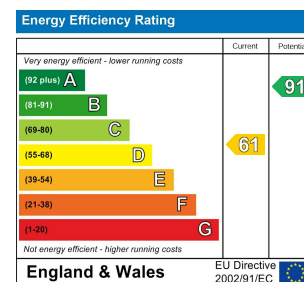 Energy Efficiency Rating
Current Potentia
Very energy efficient - lower running costs
(92 plus) A
91
(81-91) B
(69-80) C
61
(55-68) D
(39-54) E
(21-38) F
(1-20) G
Not energy efficient - higher running costs
England & Wales
EU Directive
2002/91/EC